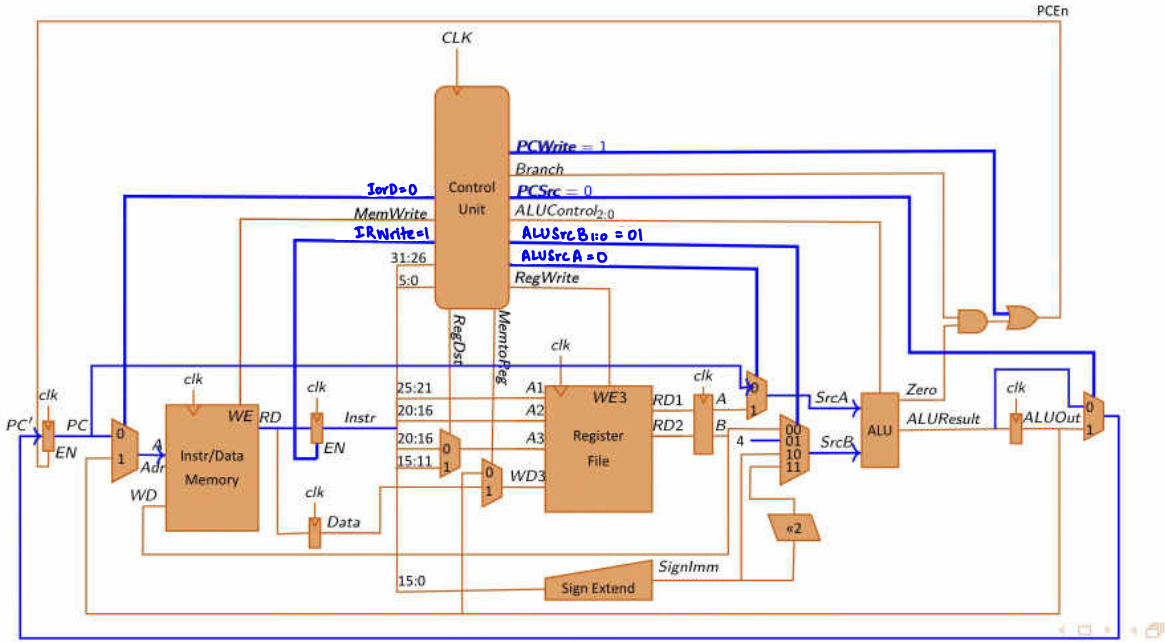 PCEn
CLK
PCWrite = 1
Branch
IorD=0
Control
Unit
PCSrc = 0
MemWrite
ALUControl2:0
IRWrite=1
ALUSrcB1:0 = 01
31:26
ALUSrcA=0
5:0
RegWrite
RegDst
MemtoReg
clk
clk
clk
clk
clk
clk
25:21
A1
WE3
RD1
A
0
1
SrcA
Zero
PC′
PC
EN
0
1
A
Adr
WE
RD
Instr/Data
Memory
WD
EN
Instr
20:16
A2
20:16
A3
15:11
0
1
0
1
WD3
Register
File
RD2
B
4
00
01
10
11
SrcB
ALU
ALUResult
ALUOut
0
1
clk
Data
«2
15:0
Sign Extend
SignImm